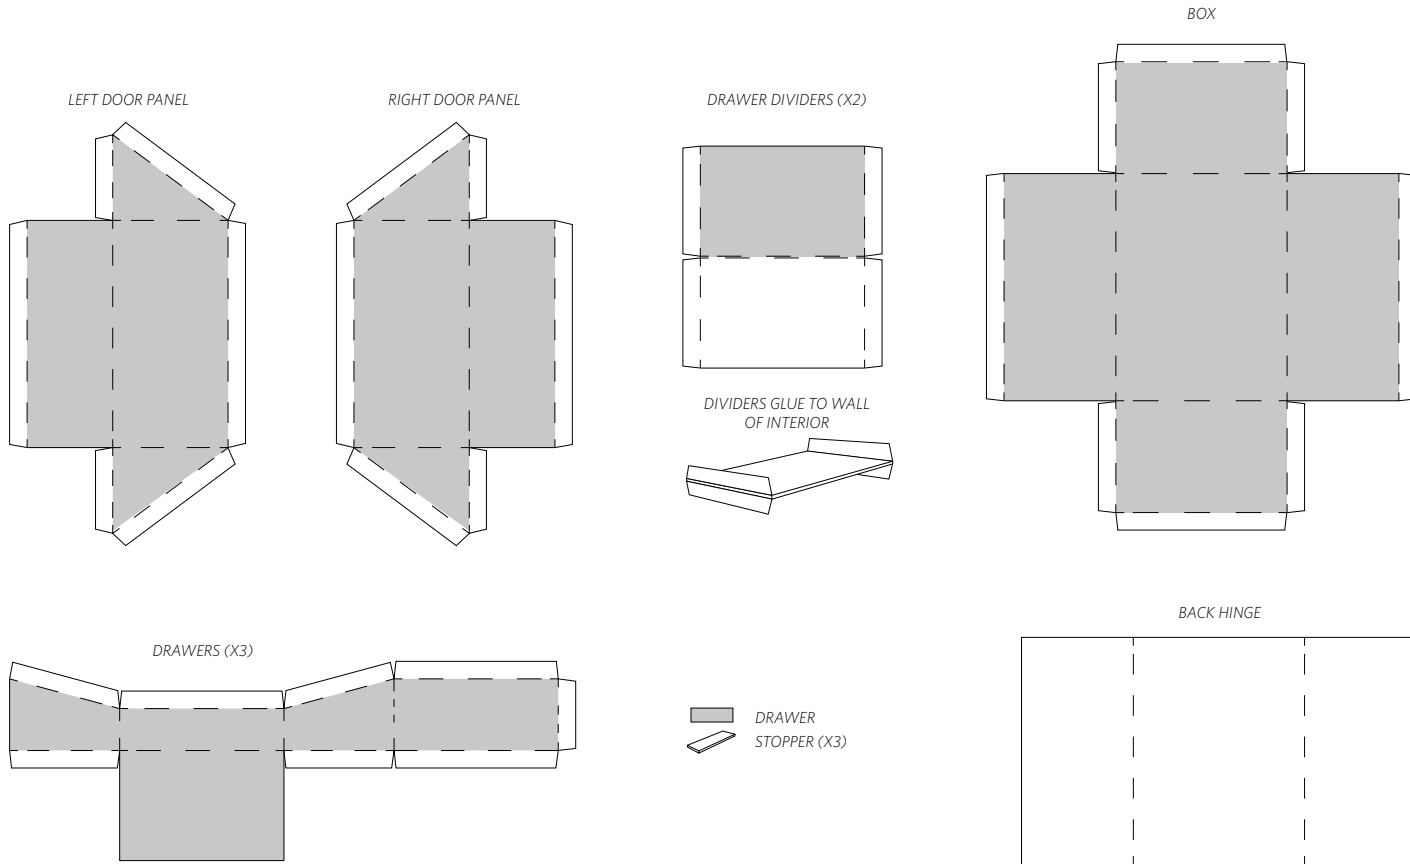 BOX
LEFT DOOR PANEL
RIGHT DOOR PANEL
DRAWER DIVIDERS (X2)
DIVIDERS GLUE TO WALL
OF INTERIOR
BACK HINGE
DRAWERS (X3)
DRAWER
STOPPER (X3)